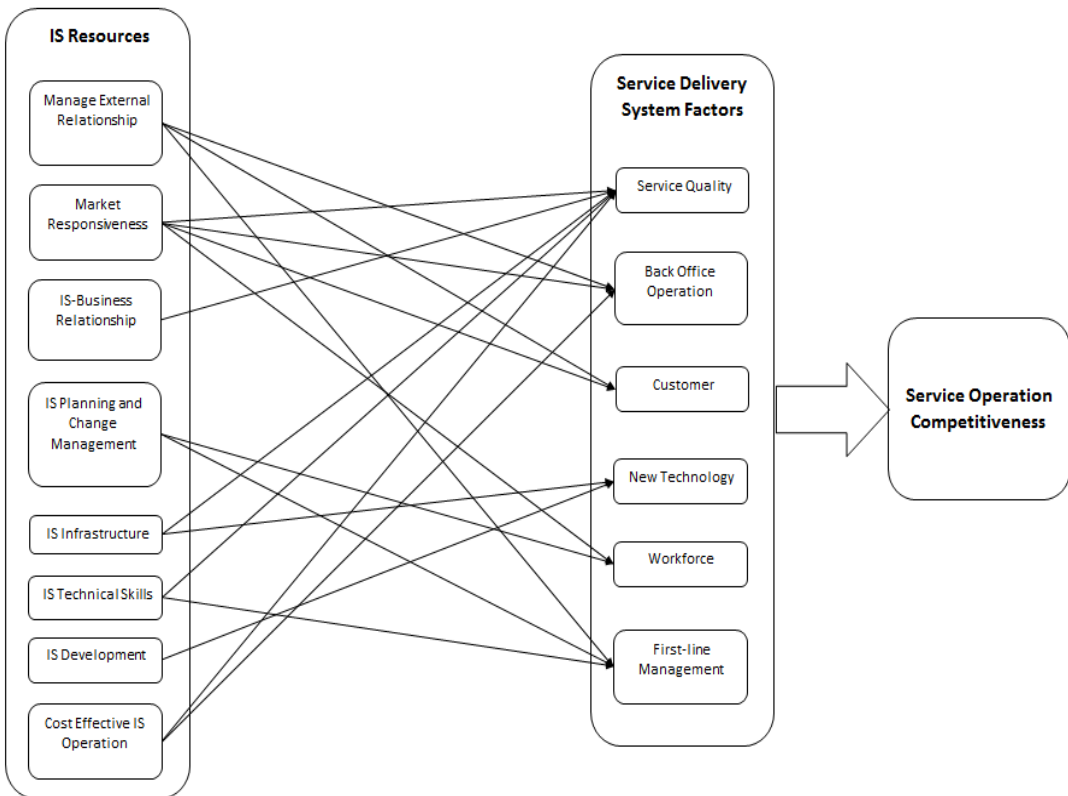 IS Resources
Manage External
Relationship
Market
Responsiveness
IS-Business
Relationship
IS Planning and
Change
Management
IS Infrastructure
IS Technical Skills
IS Development
Cost Effective IS
Operation
Service Delivery
System Factors
Service Quality
Back Office
Operation
Customer
New Technology
Workforce
First-line
Management
Service Operation
Competitiveness